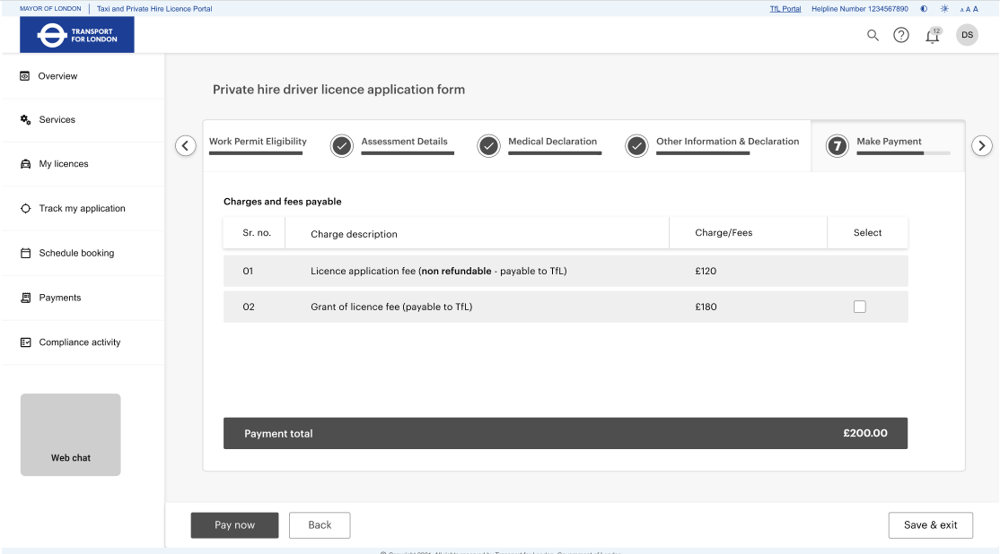 MAYOR OF LONDON Taxi and Private Hire Licence Portal TfL Portal Helpline Number 1234567890 A A A
TRANSPORT
FOR LONDON
12
DS
Overview
Services
My licences
Track my application
Schedule booking
Payments
Compliance activity
Web chat
Private hire driver licence application form
Work Permit Eligibility Assessment Details Medical Declaration Other Information & Declaration 7 Make Payment
Charges and fees payable
Sr. no. Charge description Charge/Fees Select
01 Licence application fee (non refundable - payable to TfL) £120
02 Grant of licence fee (payable to TfL) £180
Payment total £200.00
Pay now Back Save & exit